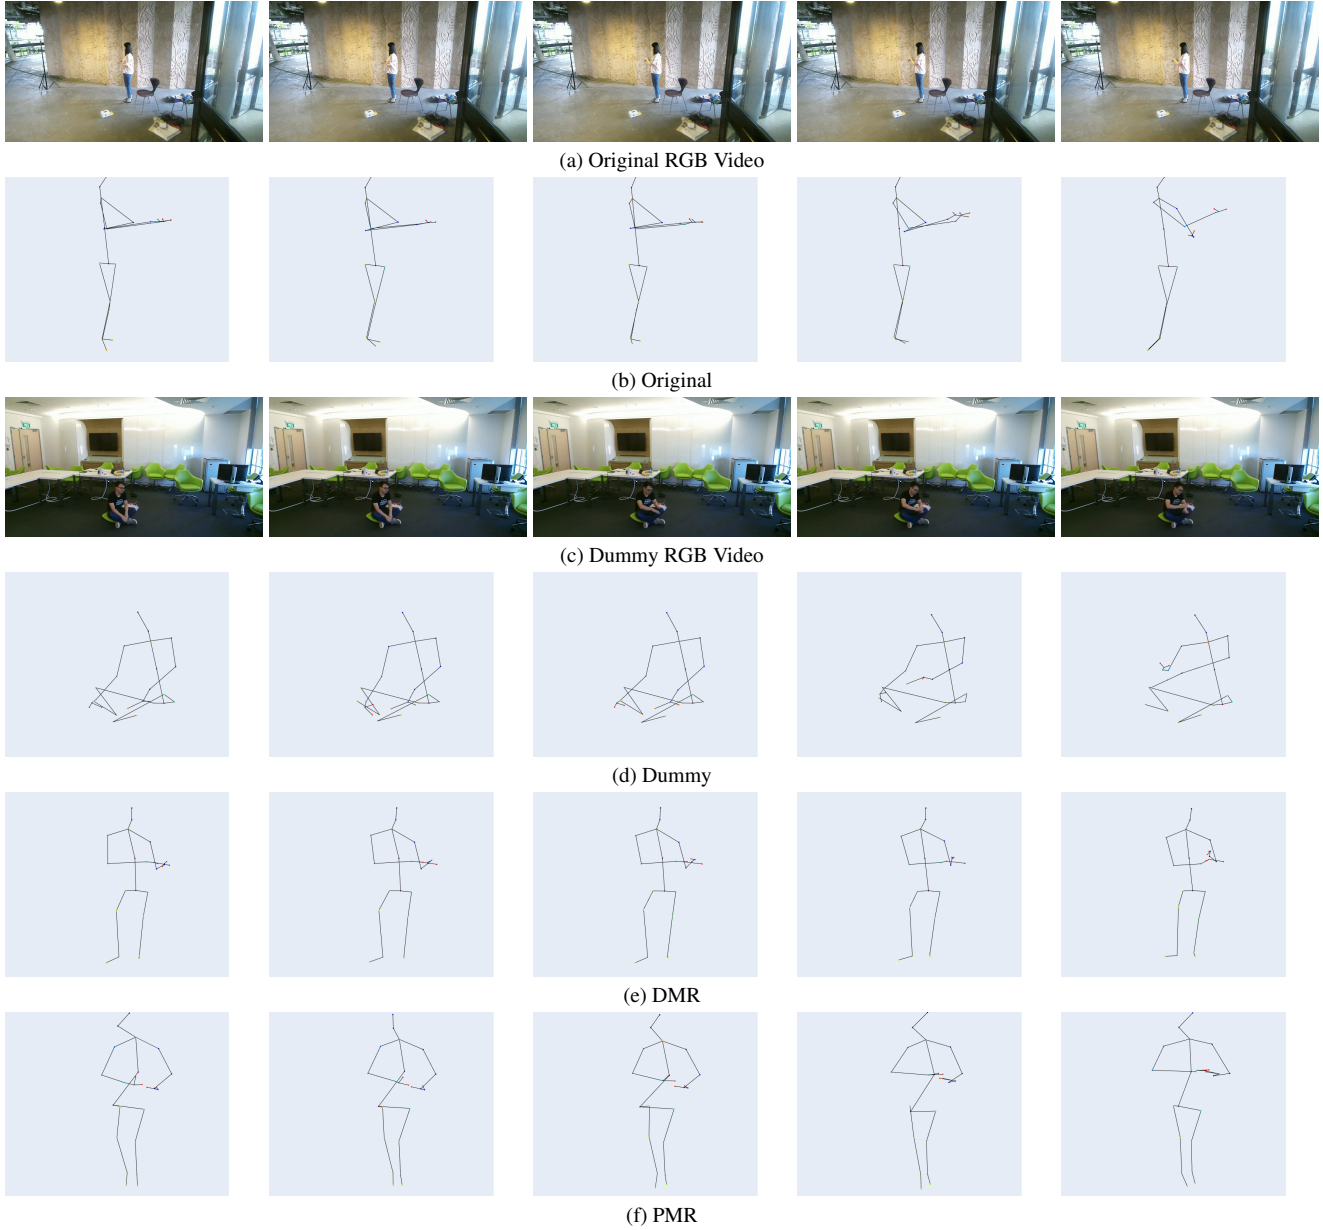 (a) Original RGB Video
(b) Original
(c) Dummy RGB Video
(d) Dummy
(e) DMR
(f) PMR